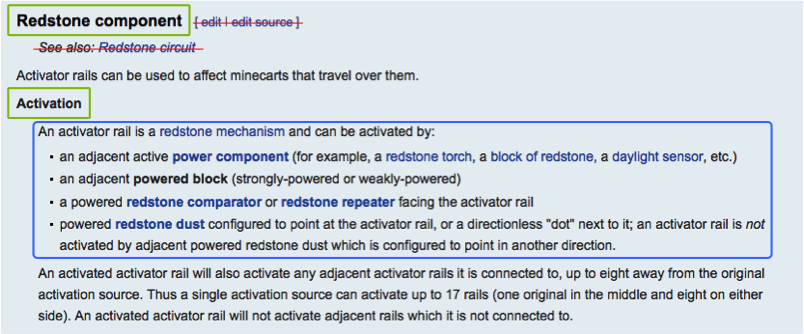 Redstone component [ edit | edit source ]
See also: Redstone circuit
Activator rails can be used to affect minecarts that travel over them.
Activation
An activator rail is a redstone mechanism and can be activated by:
• an adjacent active power component (for example, a redstone torch, a block of redstone, a daylight sensor, etc.)
• an adjacent powered block (strongly-powered or weakly-powered)
• a powered redstone comparator or redstone repeater facing the activator rail
• powered redstone dust configured to point at the activator rail, or a directionless "dot" next to it; an activator rail is not
activated by adjacent powered redstone dust which is configured to point in another direction.
An activated activator rail will also activate any adjacent activator rails it is connected to, up to eight away from the original
activation source. Thus a single activation source can activate up to 17 rails (one original in the middle and eight on either
side). An activated activator rail will not activate adjacent rails which it is not connected to.